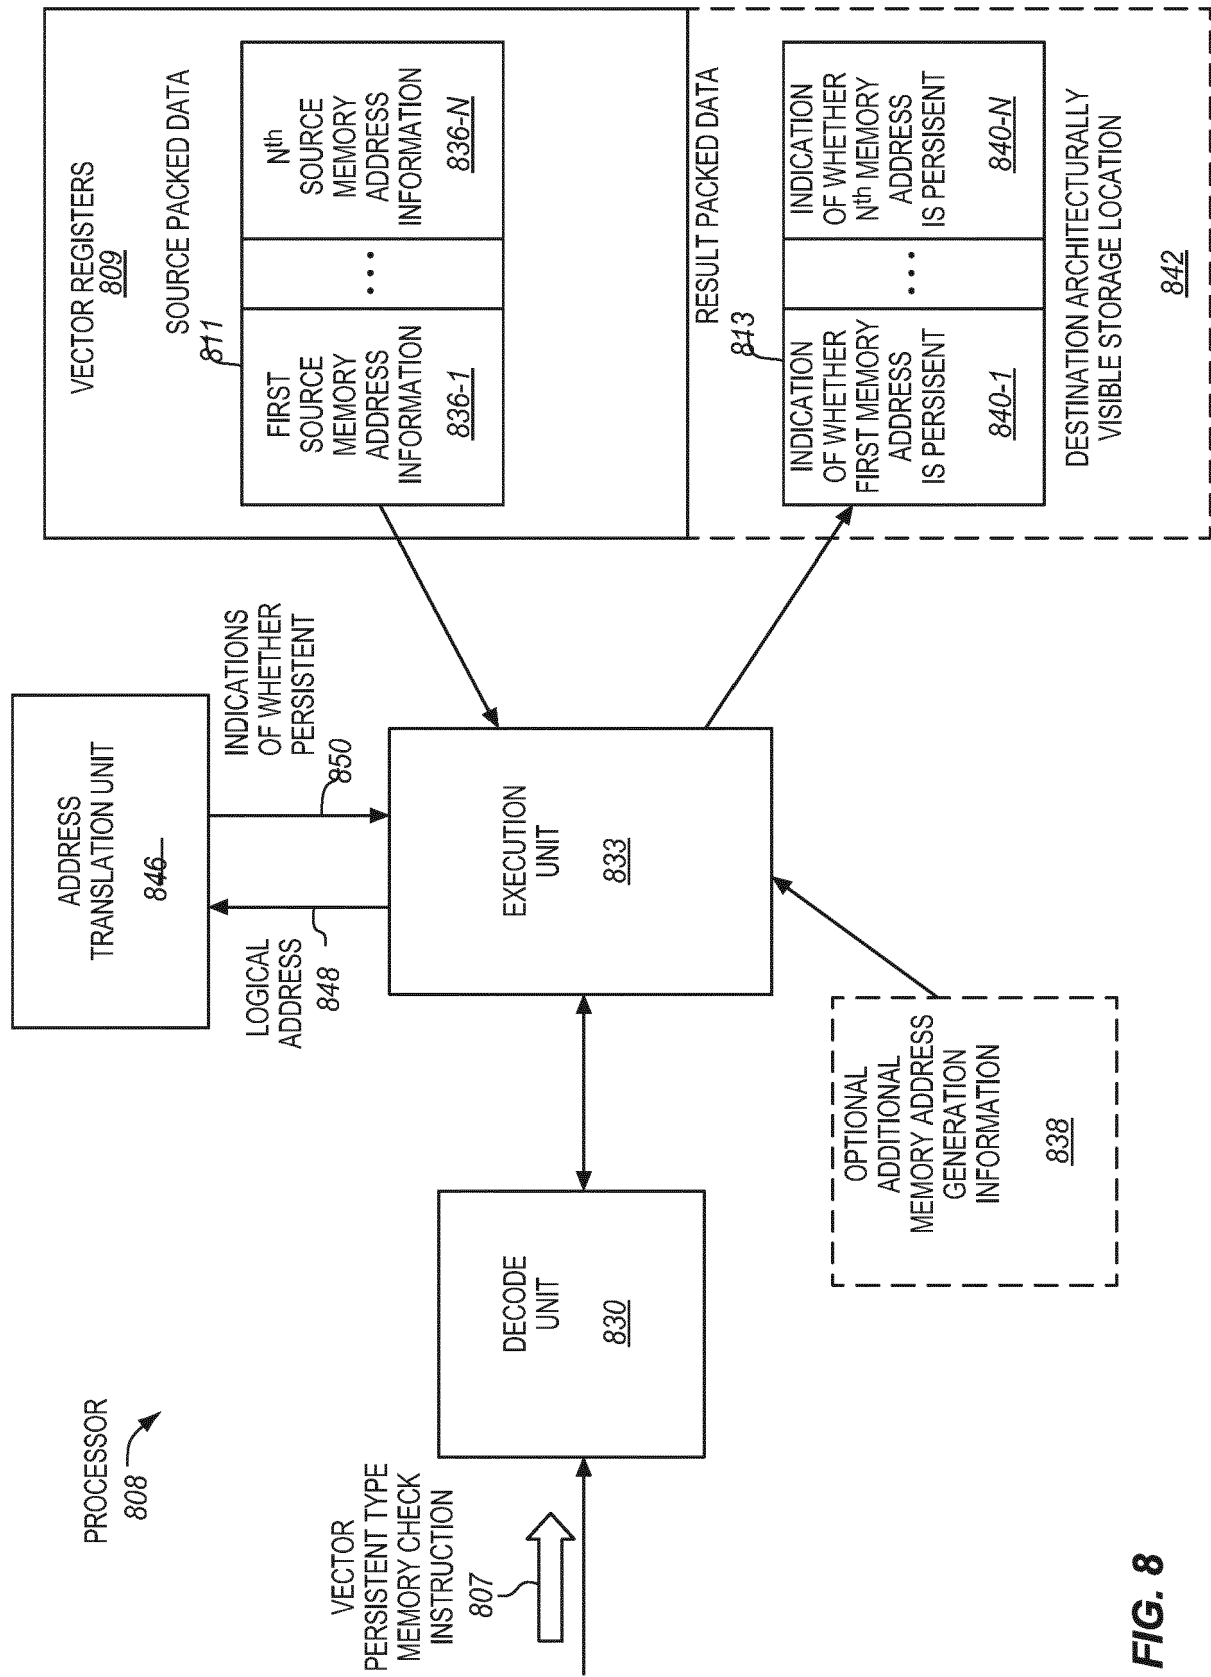 PROCESSOR
808
VECTOR
PERSISTENT TYPE
MEMORY CHECK
INSTRUCTION
807
DECODE
UNIT
830
ADDRESS
TRANSLATION UNIT
846
LOGICAL
ADDRESS
848
INDICATIONS
OF WHETHER
PERSISTENT
850
EXECUTION
UNIT
833
OPTIONAL
ADDITIONAL
MEMORY ADDRESS
GENERATION
INFORMATION
838
VECTOR REGISTERS
809
SOURCE PACKED DATA
811
FIRST
SOURCE
MEMORY
ADDRESS
INFORMATION
836-1
...
Nth
SOURCE
MEMORY
ADDRESS
INFORMATION
836-N
RESULT PACKED DATA
813
INDICATION
OF WHETHER
FIRST MEMORY
ADDRESS
IS PERSISENT
840-1
...
INDICATION
OF WHETHER
Nth MEMORY
ADDRESS
IS PERSISENT
840-N
DESTINATION ARCHITECTURALLY
VISIBLE STORAGE LOCATION
842
FIG. 8